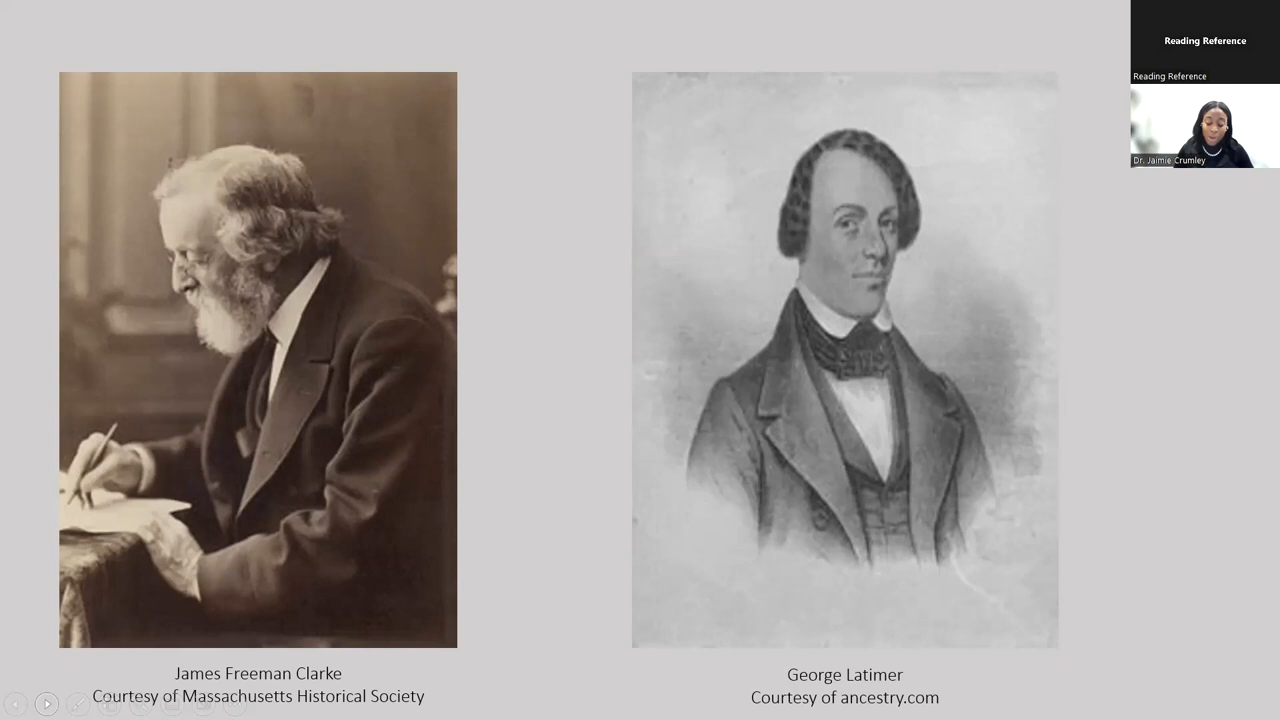 Reading Reference
Reading Reference
Dr. Jaimie Crumley
James Freeman Clarke
Courtesy of Massachusetts Historical Society
George Latimer
Courtesy of ancestry.com